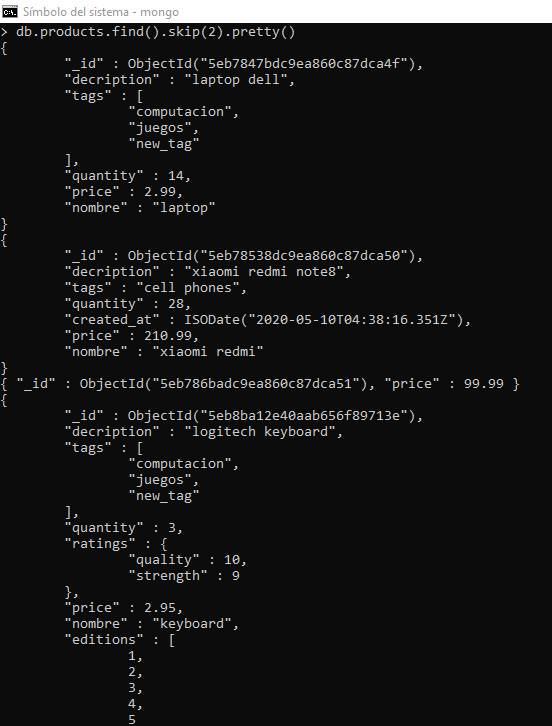 Símbolo del sistema - mongo
> db.products.find().skip(2).pretty()
{
        "_id" : ObjectId("5eb7847bdc9ea860c87dca4f"),
        "decription" : "laptop dell",
        "tags" : [
                "computacion",
                "juegos",
                "new_tag"
        ],
        "quantity" : 14,
        "price" : 2.99,
        "nombre" : "laptop"
}
{
        "_id" : ObjectId("5eb78538dc9ea860c87dca50"),
        "decription" : "xiaomi redmi note8",
        "tags" : "cell phones",
        "quantity" : 28,
        "created_at" : ISODate("2020-05-10T04:38:16.351Z"),
        "price" : 210.99,
        "nombre" : "xiaomi redmi"
}
{ "_id" : ObjectId("5eb786badc9ea860c87dca51"), "price" : 99.99 }
{
        "_id" : ObjectId("5eb8ba12e40aab656f89713e"),
        "decription" : "logitech keyboard",
        "tags" : [
                "computacion",
                "juegos",
                "new_tag"
        ],
        "quantity" : 3,
        "ratings" : {
                "quality" : 10,
                "strength" : 9
        },
        "price" : 2.95,
        "nombre" : "keyboard",
        "editions" : [
                1,
                2,
                3,
                4,
                5